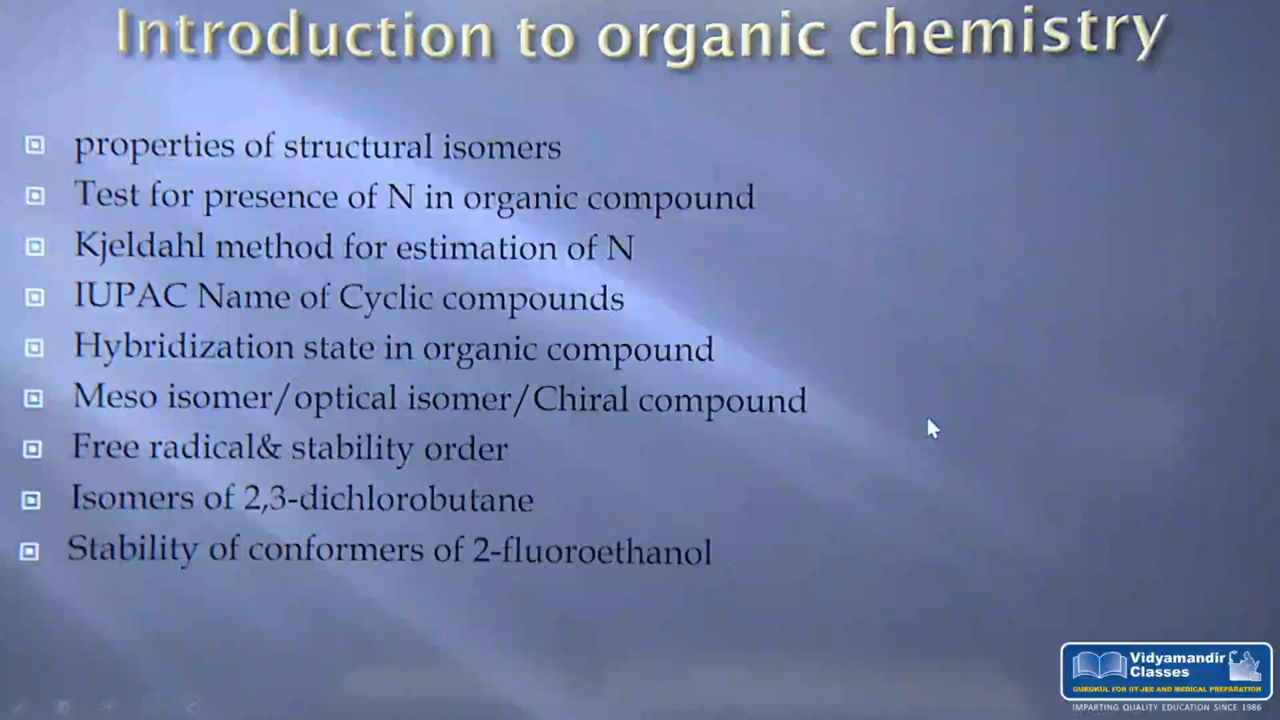 Introduction to organic chemistry
properties of structural isomers
Test for presence of N in organic compound
Kjeldahl method for estimation of N
IUPAC Name of Cyclic compounds
Hybridization state in organic compound
Meso isomer/optical isomer/Chiral compound
Free radical& stability order
Isomers of 2,3-dichlorobutane
Stability of conformers of 2-fluoroethanol
Vidyamandir
Classes
GURUKUL FOR IIT-JEE AND MEDICAL PREPARATION
IMPARTING QUALITY EDUCATION SINCE 1986